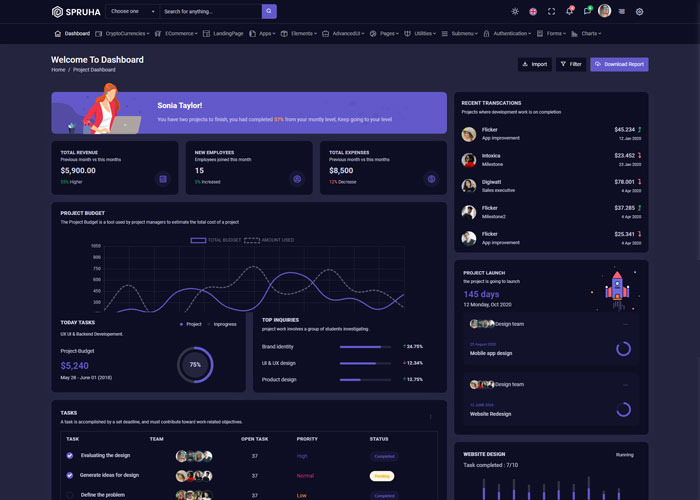 SPRUHA
Choose one
Search for anything...
Dashboard
CryptoCurrencies
ECommerce
LandingPage
Apps
Elements
AdvancedUI
Pages
Utilities
Submenu
Authentication
Forms
Charts
Welcome To Dashboard
Home / Project Dashboard
Import
Filter
Download Report
Sonia Taylor!
You have two projects to finish, you had completed 57% from your montly level, Keep going to your level
TOTAL REVENUE
Previous month vs this months
$5,900.00
55% Higher
NEW EMPLOYEES
Employees joined this month
15
5% Increased
TOTAL EXPENSES
Previous month vs this months
$8,500
12% Decrease
PROJECT BUDGET
The Project Budget is a tool used by project managers to estimate the total cost of a project
TOTAL BUDGET
AMOUNT USED
1050
900
750
600
450
300
TODAY TASKS
Project
Inprogress
UX UI & Backend Developement.
Project-Budget
$5,240
May 28 - June 01 (2018)
75%
TOP INQUIRIES
project work involves a group of students investigating .
Brand identity
24.75%
UI & UX design
12.34%
Product design
12.75%
TASKS
A task is accomplished by a set deadline, and must contribute toward work-related objectives.
TASK
TEAM
OPEN TASK
PRORITY
STATUS
Evaluating the design
37
High
Completed
Generate ideas for design
37
Normal
Pending
Define the problem
37
Low
Completed
RECENT TRANSCATIONS
Projects where development work is on completion
Flicker
App improvement
$45.234
12 Jan 2020
Intoxica
Milestone
$23.452
23 Jan 2020
Digiwatt
Sales executive
$78.001
4 Apr 2020
Flicker
Milestone2
$37.285
4 Apr 2020
Flicker
App improvement
$25.341
4 Apr 2020
PROJECT LAUNCH
the project is going to launch
145 days
12 Monday, Oct 2020
Design team
Mobile app design
Design team
Website Redesign
WEBSITE DESIGN
Running
Task completed : 7/10